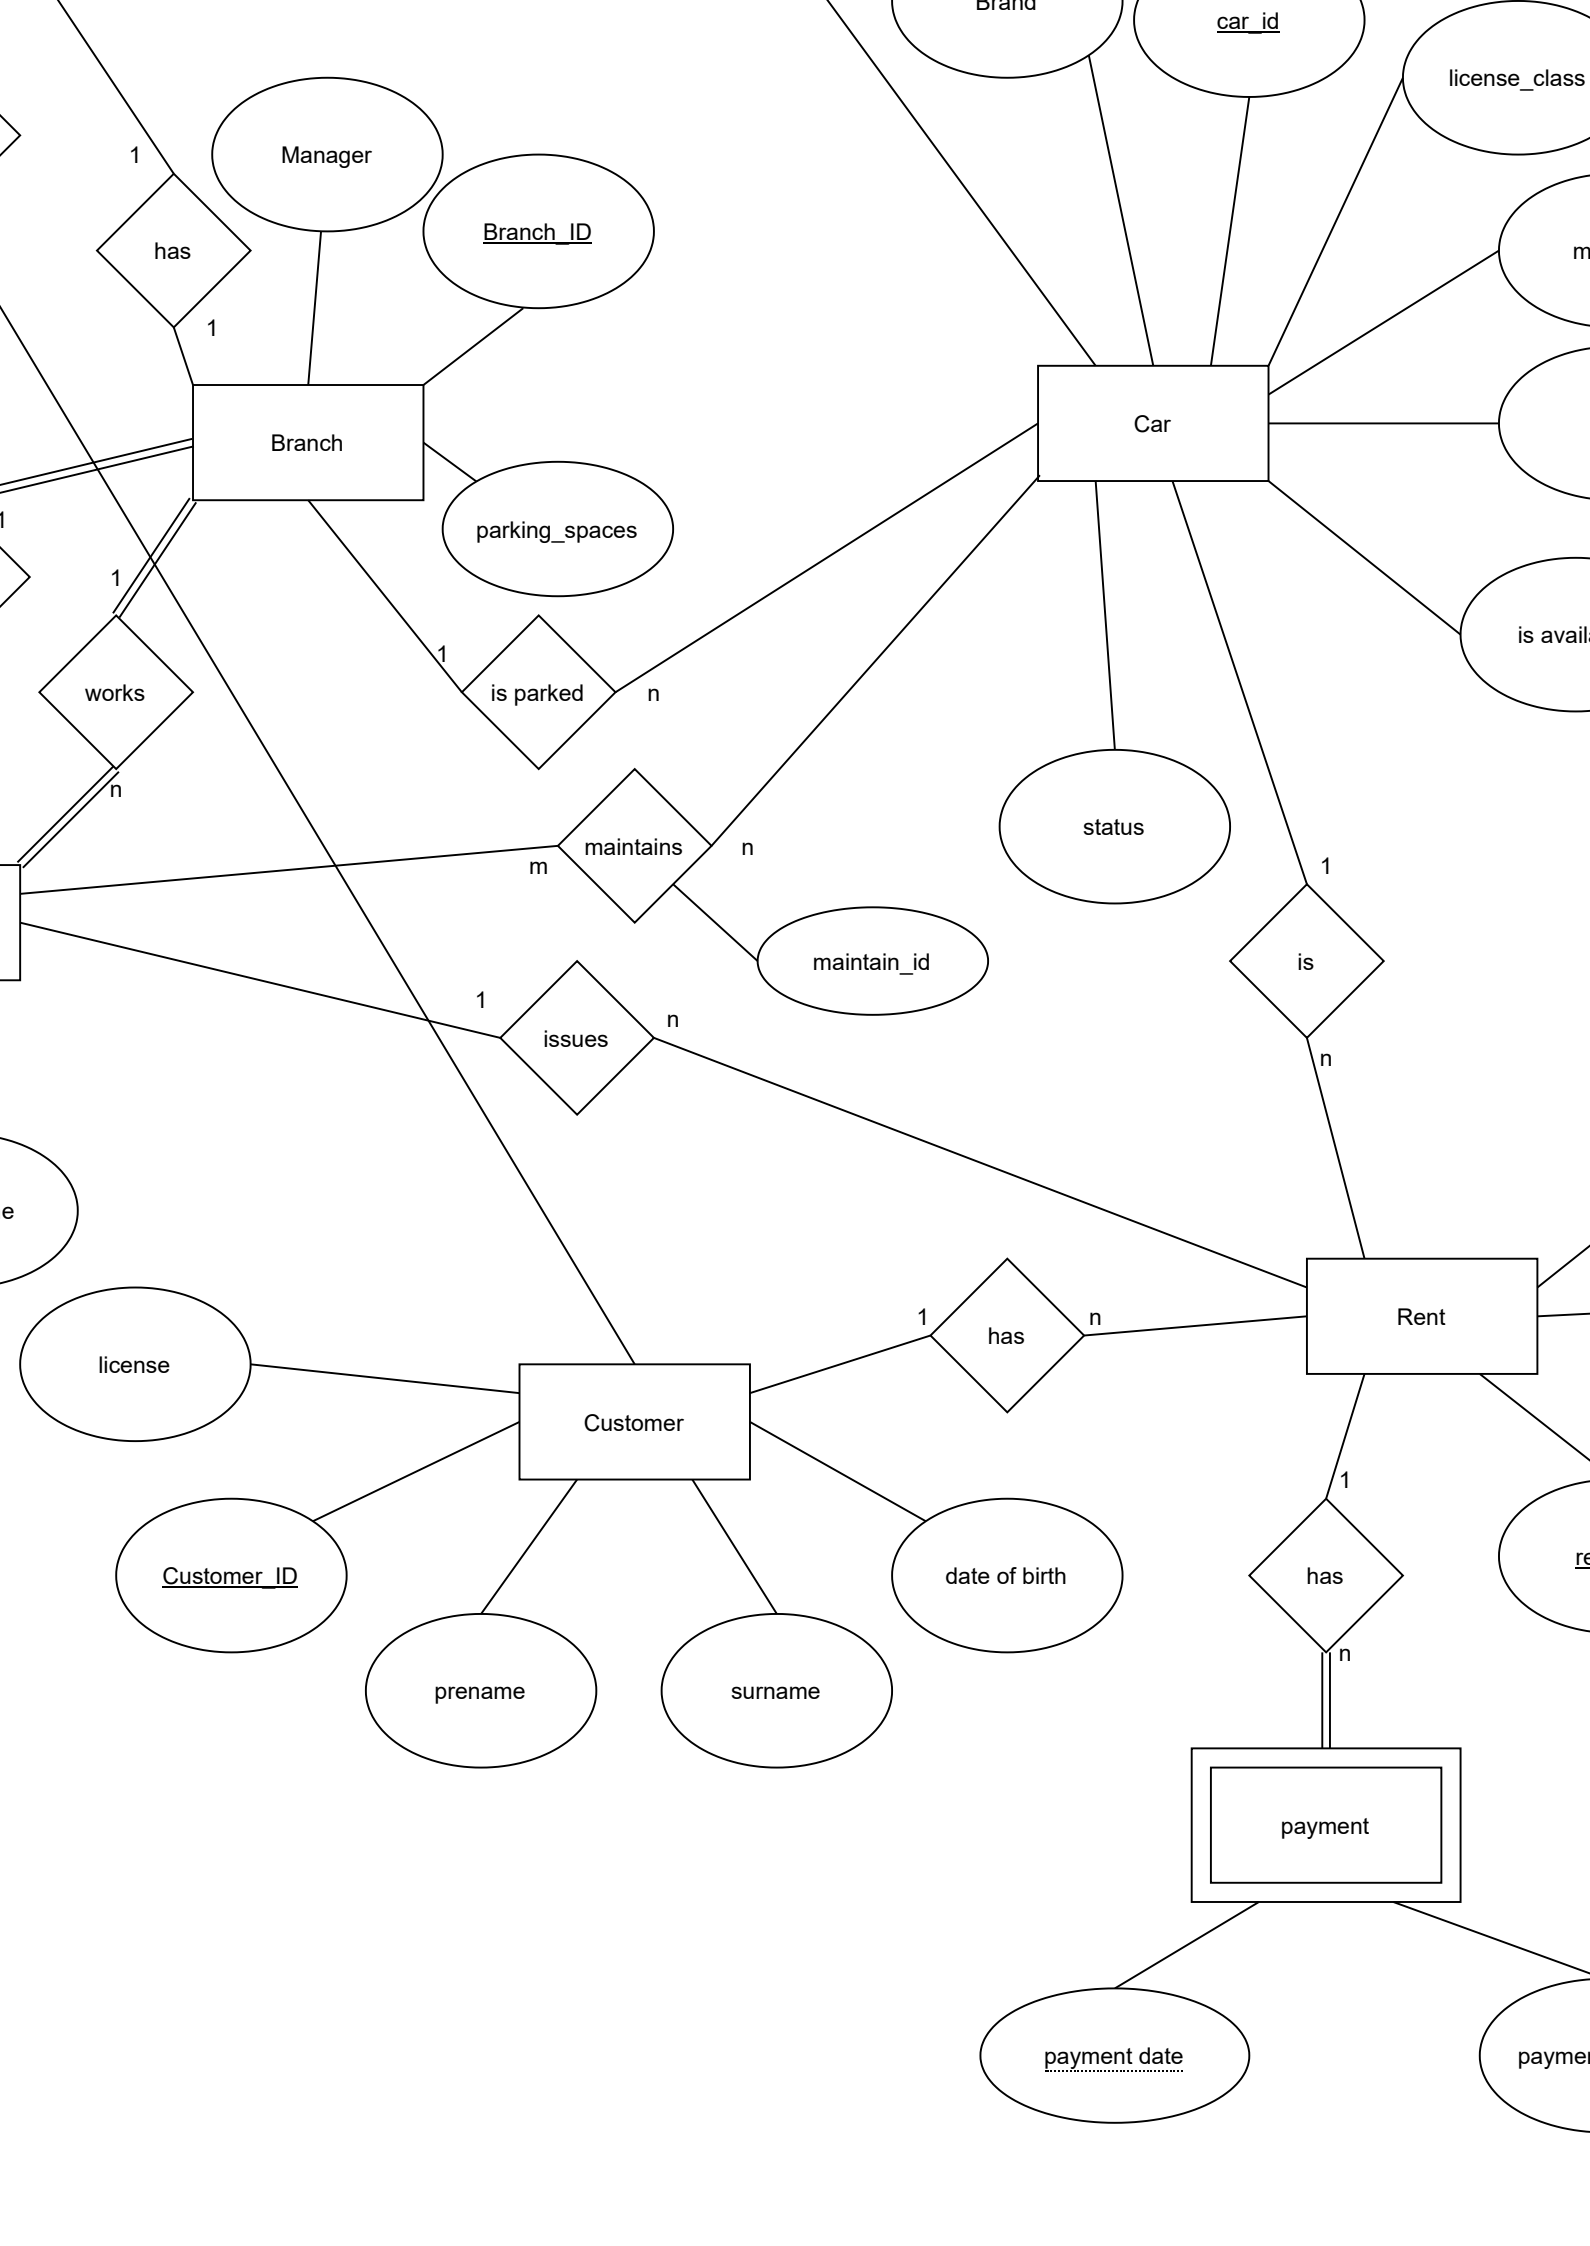 Brand
car_id
license_class
1
Manager
Branch_ID
has
m
1
Branch
Car
1
parking_spaces
1
is avail
1
works
is parked
n
n
status
maintains
n
m
1
maintain_id
is
1
issues
n
n
e
license
1
has
n
Rent
Customer
1
Customer_ID
date of birth
has
re
n
prename
surname
payment
payment date
payme